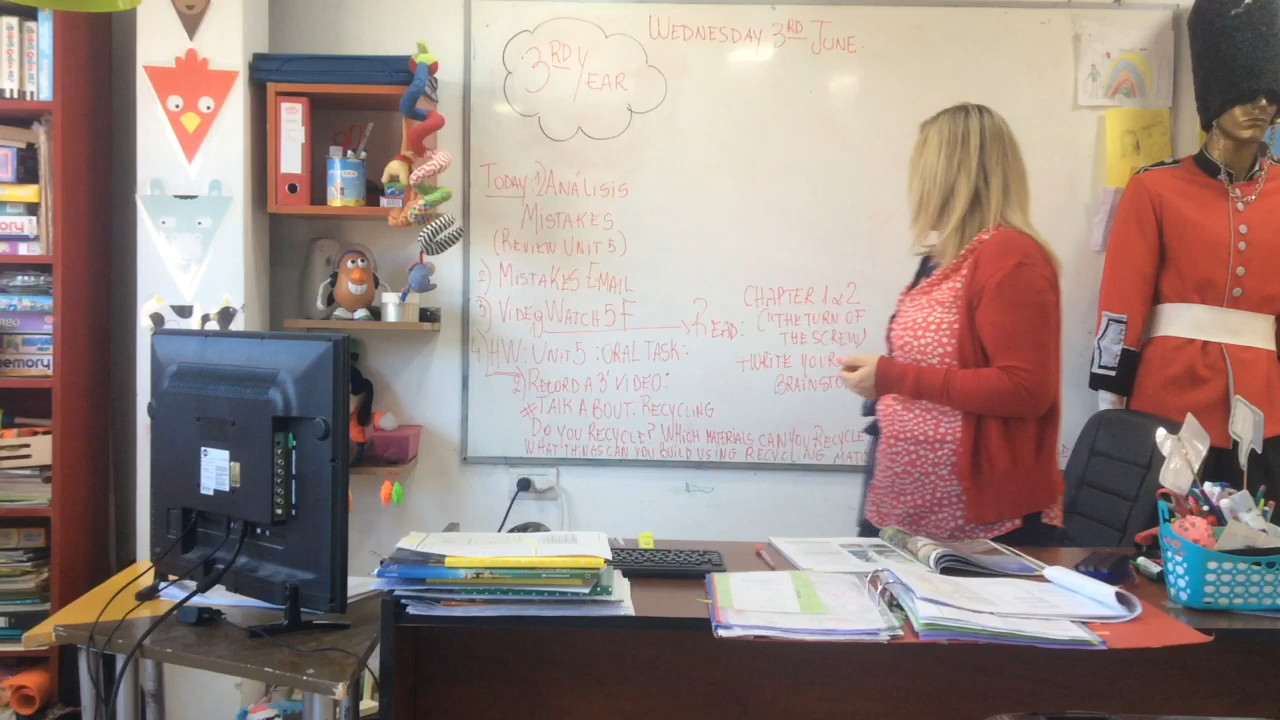 WEDNESDAY 3RD JUNE.
3RD YEAR
TODAY: 1) ANÁLISIS
MISTAKES
(REVIEW UNIT 5)
2) MISTAKES EMAIL
3) VIDEO WATCH 5F → READ: CHAPTER 1 & 2
("THE TURN OF
THE SCREW)
+WRITE YOUR
4) HW: UNIT 5: ORAL TASK:
2) RECORD A 3' VIDEO:
# TALK ABOUT RECYCLING
DO YOU RECYCLE? WHICH MATERIALS CAN YOU RECYCLE
WHAT THINGS CAN YOU BUILD USING RECYCLING
memory